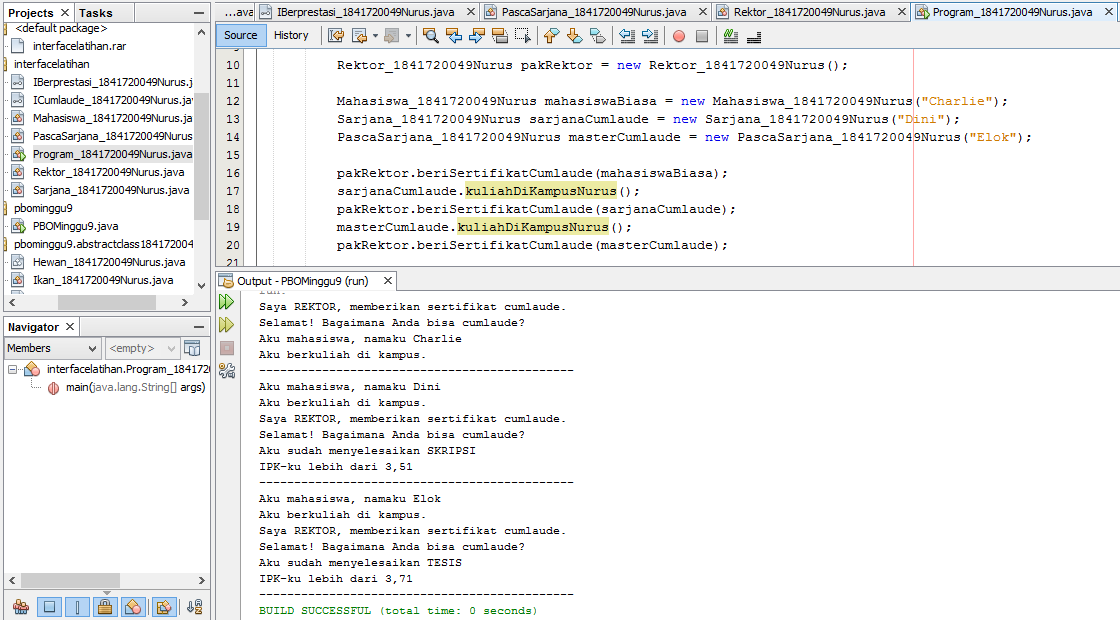 Projects
Tasks
<default package>
interfacelatihan.rar
interfacelatihan
IBerprestasi_1841720049Nurus.ja
ICumlaude_1841720049Nurus.jav
Mahasiswa_1841720049Nurus.ja
PascaSarjana_1841720049Nurus
Program_1841720049Nurus.java
Rektor_1841720049Nurus.java
Sarjana_1841720049Nurus.java
pbominggu9
PBOMinggu9.java
pbominggu9.abstractclass184172004
Hewan_1841720049Nurus.java
Ikan_1841720049Nurus.java
Navigator
Members
<empty>
interfacelatihan.Program_184172
main(java.lang.String[] args)
...ava
IBerprestasi_1841720049Nurus.java
PascaSarjana_1841720049Nurus.java
Rektor_1841720049Nurus.java
Program_1841720049Nurus.java
Source
History
10 Rektor_1841720049Nurus pakRektor = new Rektor_1841720049Nurus();
11
12 Mahasiswa_1841720049Nurus mahasiswaBiasa = new Mahasiswa_1841720049Nurus("Charlie");
13 Sarjana_1841720049Nurus sarjanaCumlaude = new Sarjana_1841720049Nurus("Dini");
14 PascaSarjana_1841720049Nurus masterCumlaude = new PascaSarjana_1841720049Nurus("Elok");
15
16 pakRektor.beriSertifikatCumlaude(mahasiswaBiasa);
17 sarjanaCumlaude.kuliahDiKampusNurus();
18 pakRektor.beriSertifikatCumlaude(sarjanaCumlaude);
19 masterCumlaude.kuliahDiKampusNurus();
20 pakRektor.beriSertifikatCumlaude(masterCumlaude);
21
Output - PBOMinggu9 (run)
run:
Saya REKTOR, memberikan sertifikat cumlaude.
Selamat! Bagaimana Anda bisa cumlaude?
Aku mahasiswa, namaku Charlie
Aku berkuliah di kampus.
---------------------------------------------
Aku mahasiswa, namaku Dini
Aku berkuliah di kampus.
Saya REKTOR, memberikan sertifikat cumlaude.
Selamat! Bagaimana Anda bisa cumlaude?
Aku sudah menyelesaikan SKRIPSI
IPK-ku lebih dari 3,51
---------------------------------------------
Aku mahasiswa, namaku Elok
Aku berkuliah di kampus.
Saya REKTOR, memberikan sertifikat cumlaude.
Selamat! Bagaimana Anda bisa cumlaude?
Aku sudah menyelesaikan TESIS
IPK-ku lebih dari 3,71
---------------------------------------------
BUILD SUCCESSFUL (total time: 0 seconds)